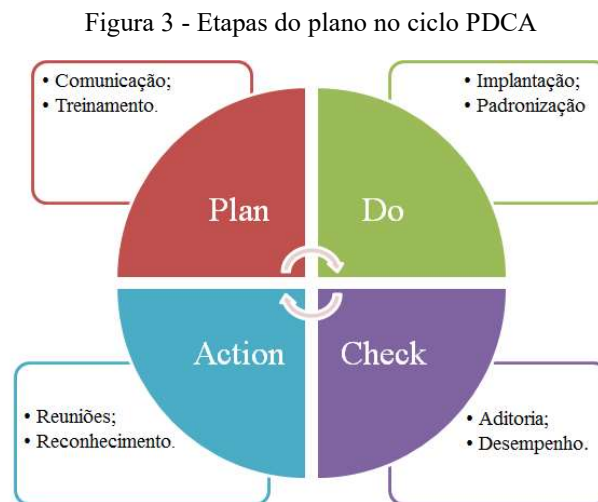 Figura 3 - Etapas do plano no ciclo PDCA
• Comunicação;
• Treinamento.
• Implantação;
• Padronização
Plan
Do
Action
Check
• Reuniões;
• Reconhecimento.
• Aditoria;
• Desempenho.